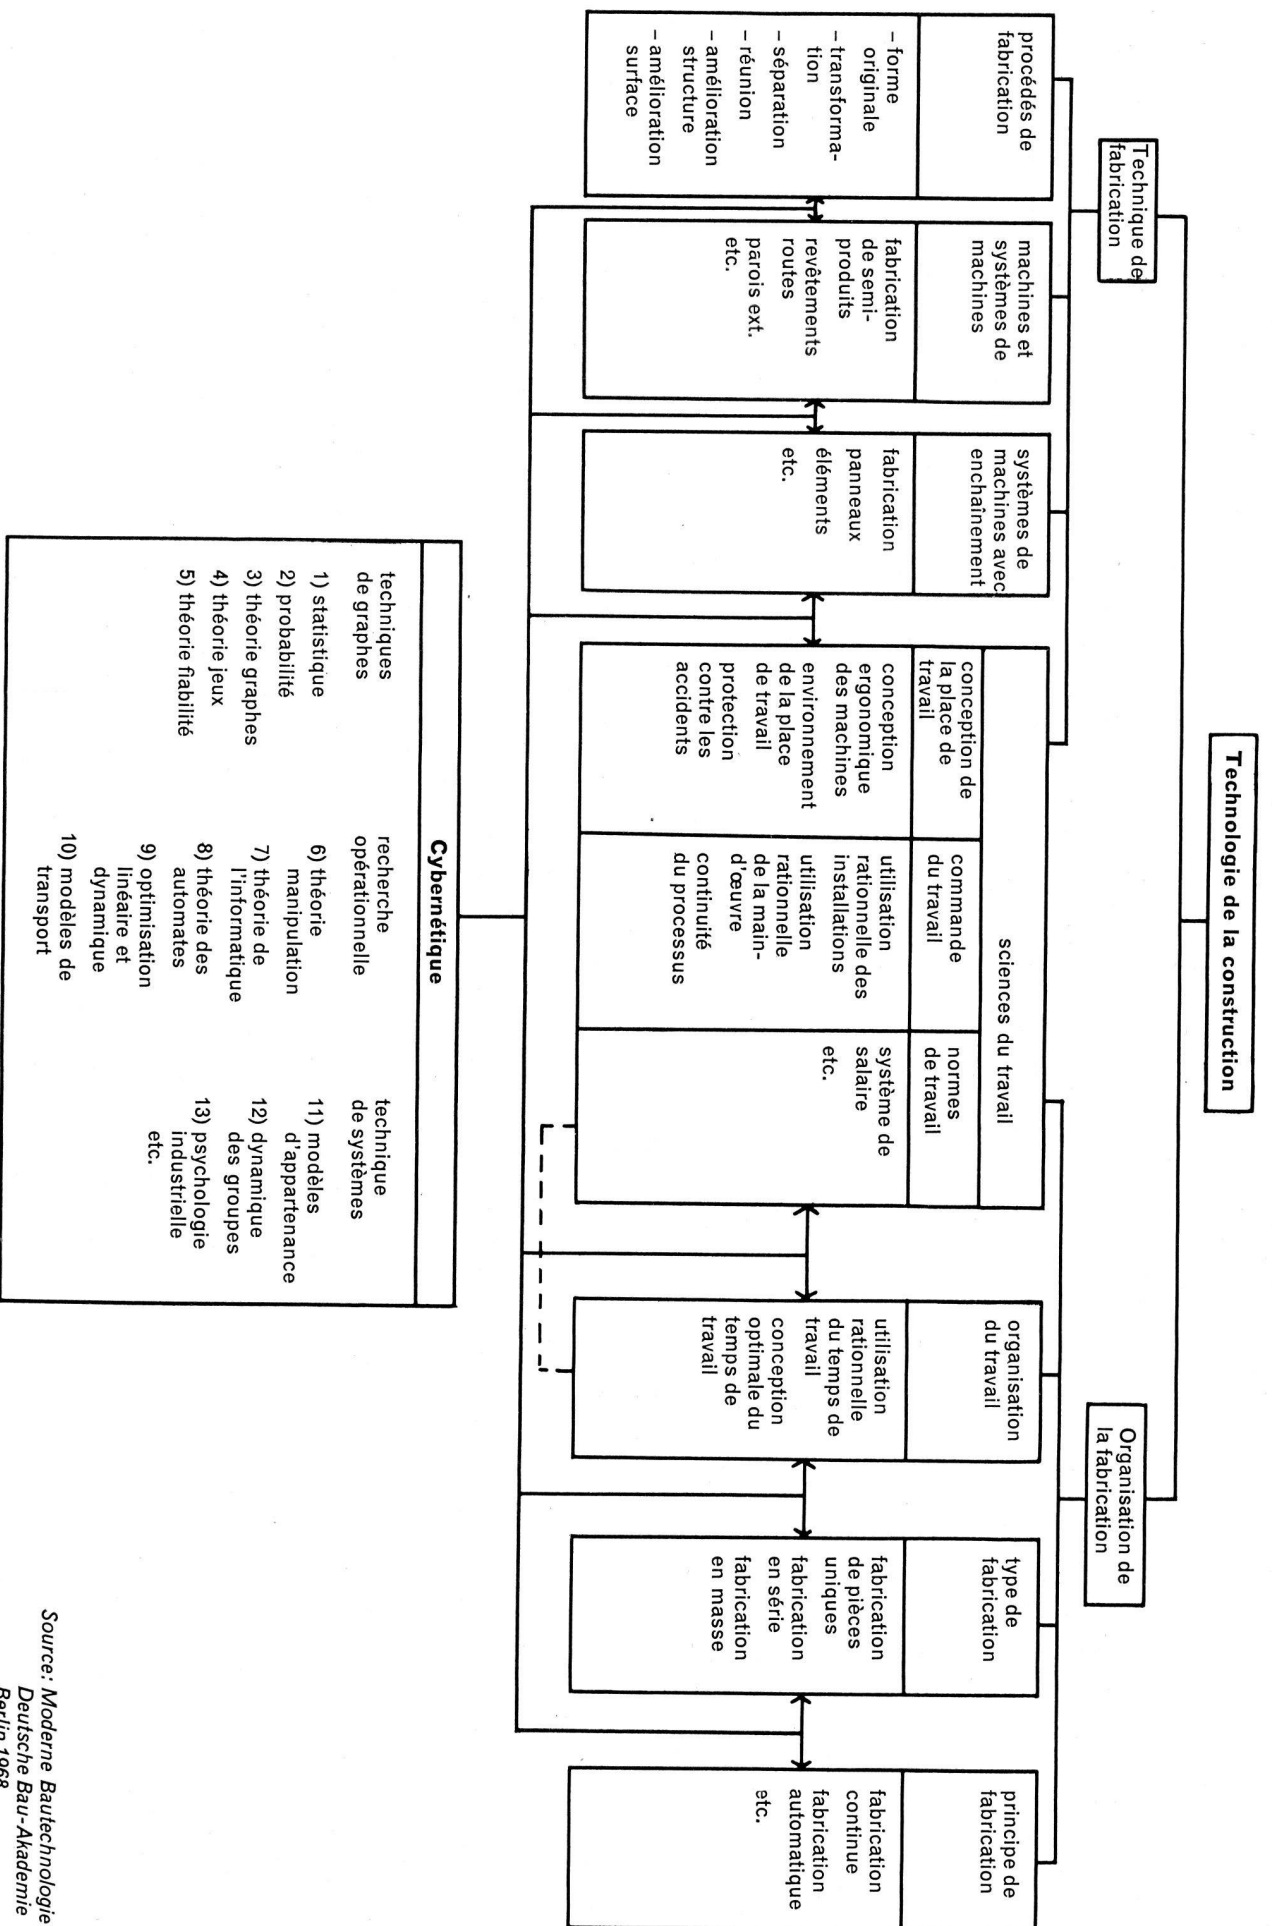 Technologie de la construction
Technique de
fabrication
Organisation de
la fabrication
procédés de
fabrication
– forme
originale
– transforma-
tion
– séparation
– réunion
– amélioration
structure
– amélioration
surface
machines et
systèmes de
machines
fabrication
de semi-
produits
revêtements
routes
parois ext.
etc.
systèmes de
machines avec
enchaînement
fabrication
panneaux
éléments
etc.
sciences du travail
conception de
la place de
travail
conception
ergonomique
des machines
environnement
de la place
de travail
protection
contre les
accidents
commande
du travail
utilisation
rationnelle des
installations
utilisation
rationnelle
de la main-
d'œuvre
continuité
du processus
normes
de travail
système de
salaire
etc.
organisation
du travail
utilisation
rationnelle
du temps de
travail
conception
optimale du
temps de
travail
type de
fabrication
fabrication
de pièces
uniques
fabrication
en série
fabrication
en masse
principe de
fabrication
fabrication
continue
fabrication
automatique
etc.
Cybernétique
techniques
de graphes
1) statistique
2) probabilité
3) théorie graphes
4) théorie jeux
5) théorie fiabilité
recherche
opérationnelle
6) théorie
manipulation
7) théorie de
l'informatique
8) théorie des
automates
9) optimisation
linéaire et
dynamique
10) modèles de
transport
technique
de systèmes
11) modèles
d'appartenance
12) dynamique
des groupes
13) psychologie
industrielle
etc.
Source: Moderne Bautechnologie
Deutsche Bau-Akademie
Berlin 1968